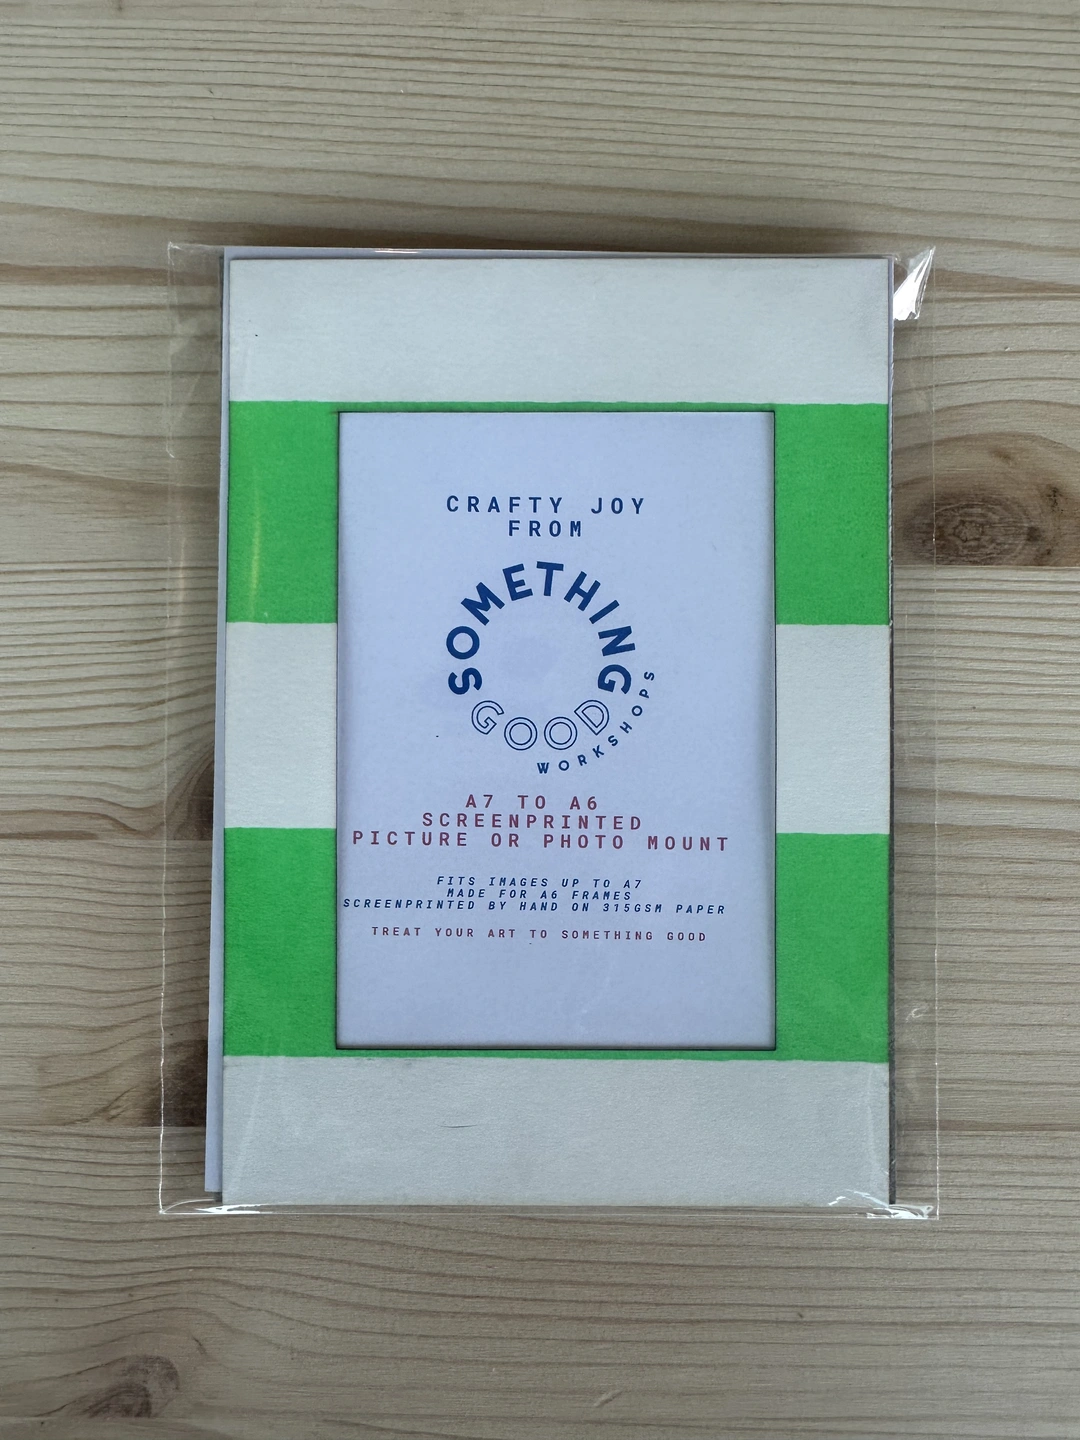 CRAFTY JOY
FROM
SOMETHING
GOOD
WORKSHOPS
A7 TO A6
SCREENPRINTED
PICTURE OR PHOTO MOUNT
FITS IMAGES UP TO A7
MADE FOR A6 FRAMES
SCREENPRINTED BY HAND ON 315GSM PAPER
TREAT YOUR ART TO SOMETHING GOOD